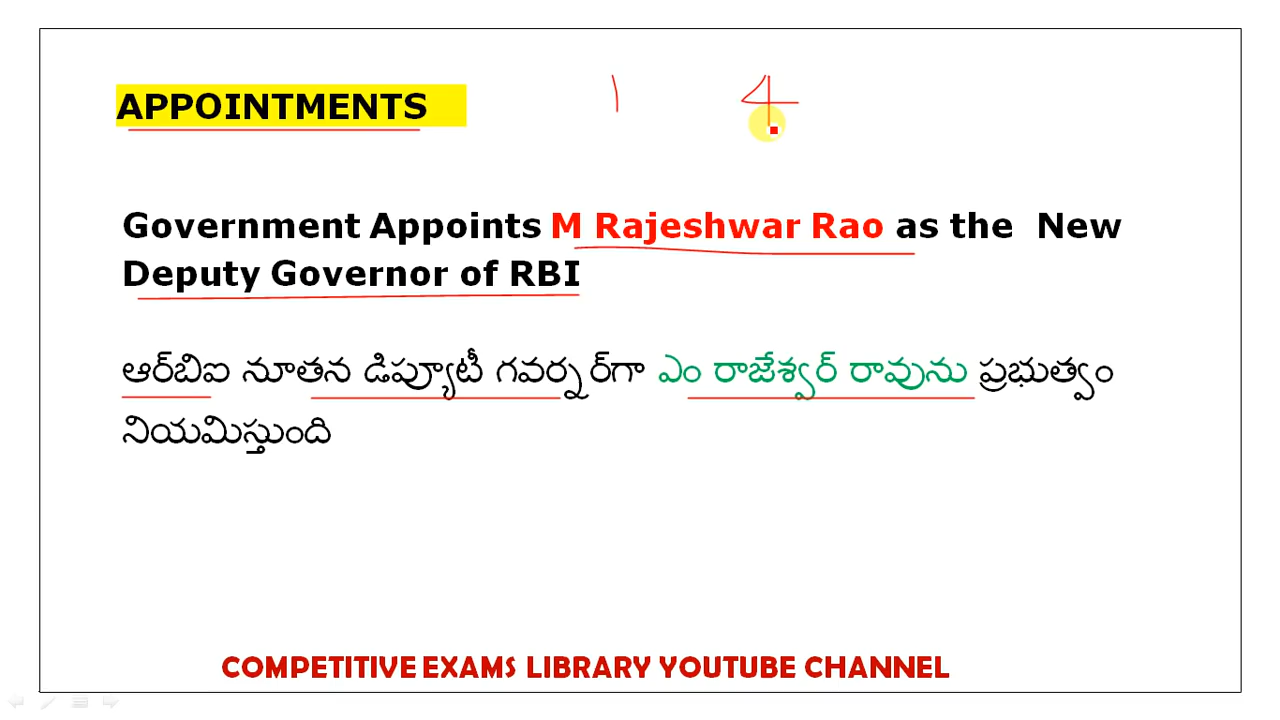 APPOINTMENTS 1 4
Government Appoints M Rajeshwar Rao as the New
Deputy Governor of RBI
ఆర్‌బిఐ నూతన డిప్యూటీ గవర్నర్‌గా ఎం రాజేశ్వర్ రావును ప్రభుత్వం
నియమిస్తుంది
COMPETITIVE EXAMS LIBRARY YOUTUBE CHANNEL